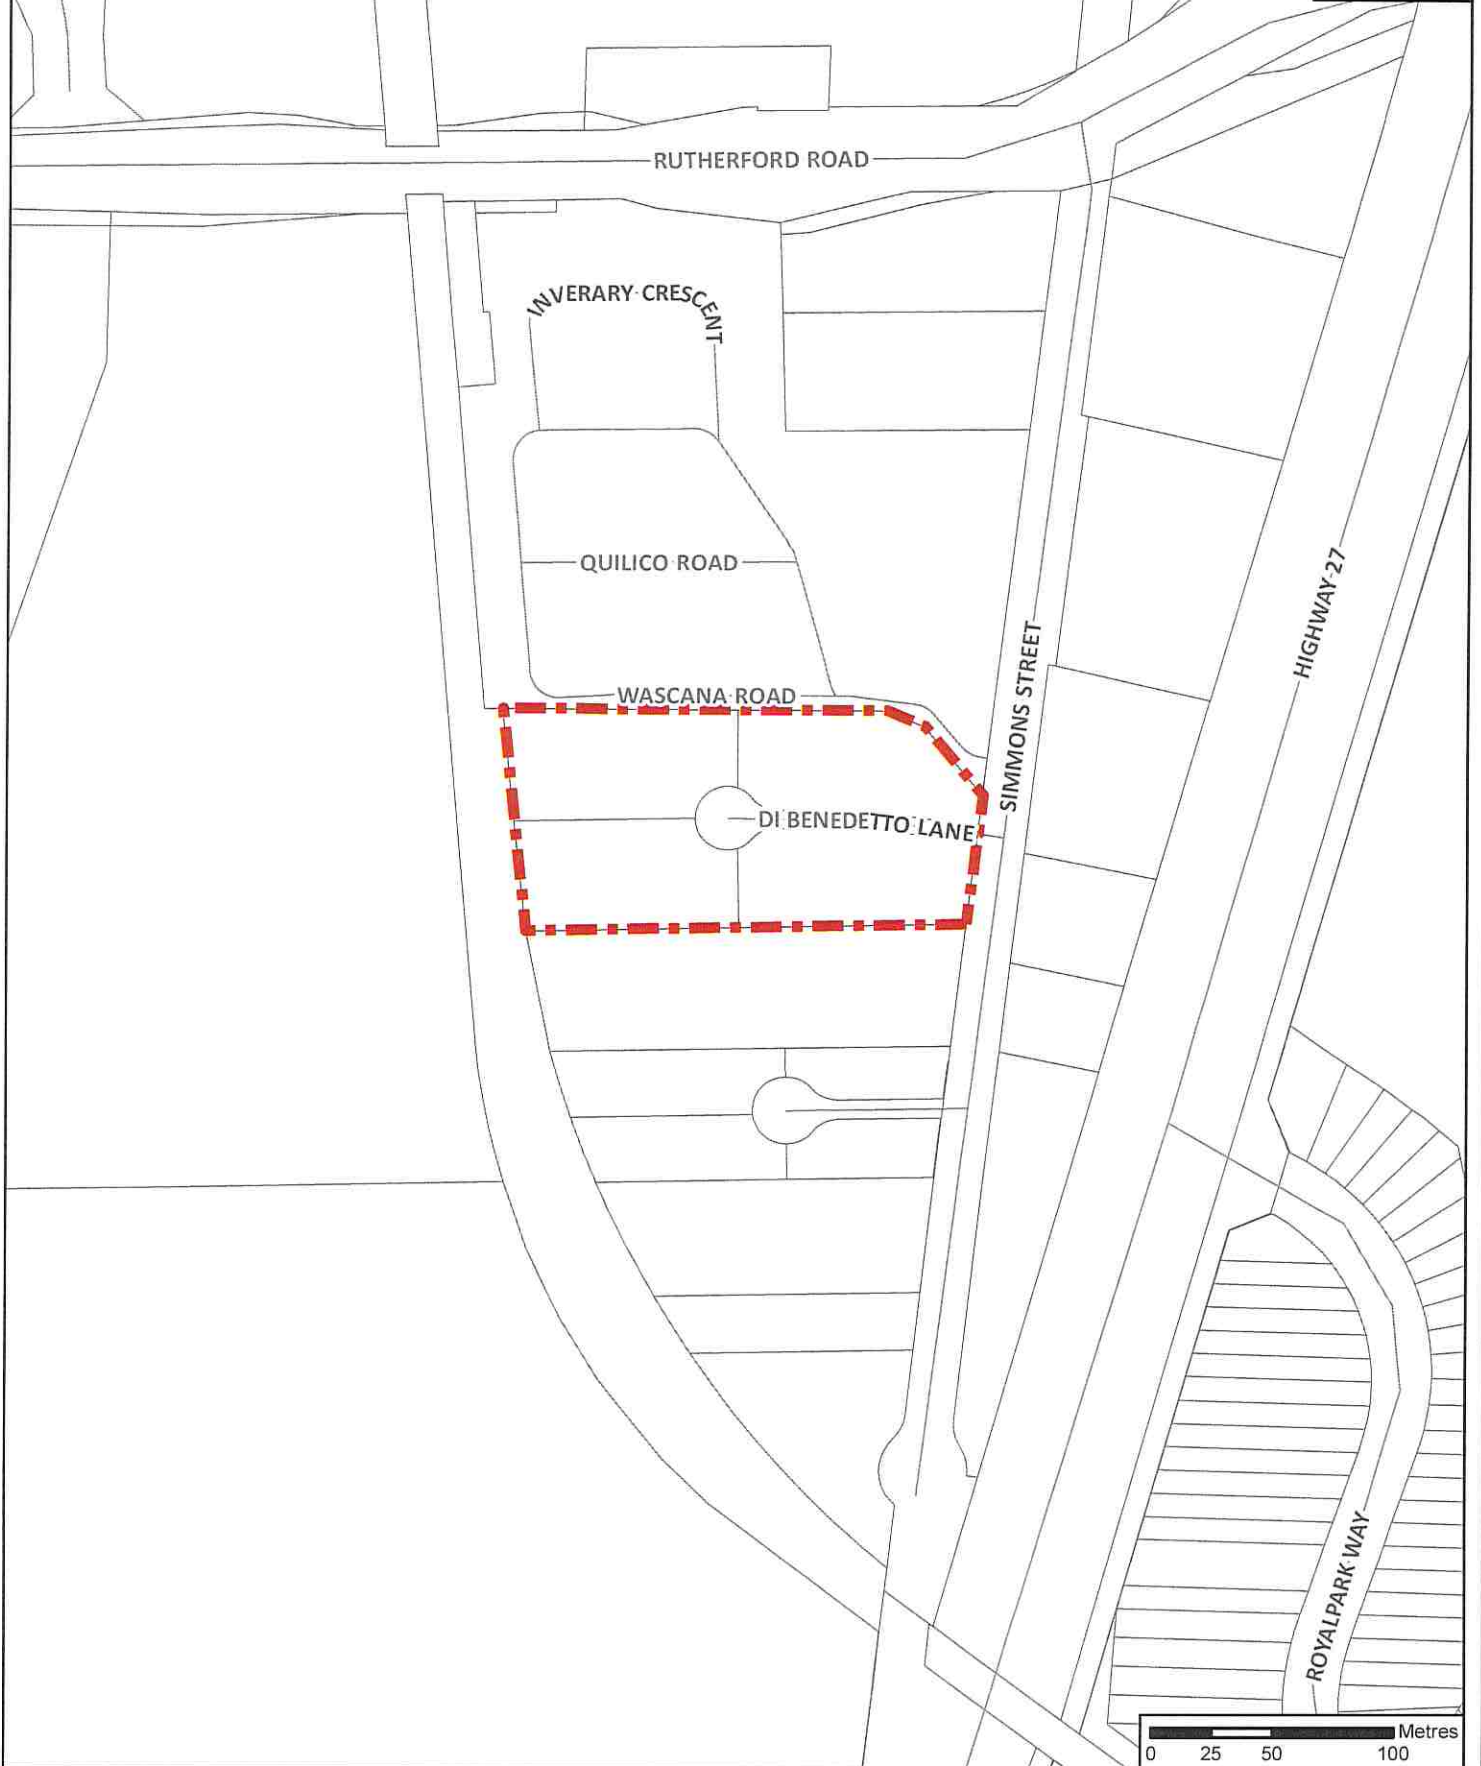 RUTHERFORD ROAD
INVERARY CRESCENT
QUILICO ROAD
HIGHWAY 27
SIMMONS STREET
WASCANA ROAD
DI BENEDETTO LANE
ROYALPARK WAY
Metres
0 25 50 100